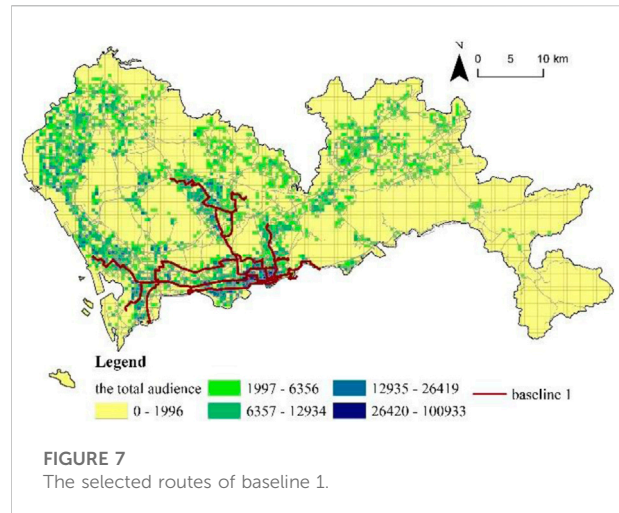 N
0 5 10 km
Legend
the total audience 1997 - 6356 12935 - 26419 baseline 1
0 - 1996 6357 - 12934 26420 - 100933
FIGURE 7
The selected routes of baseline 1.